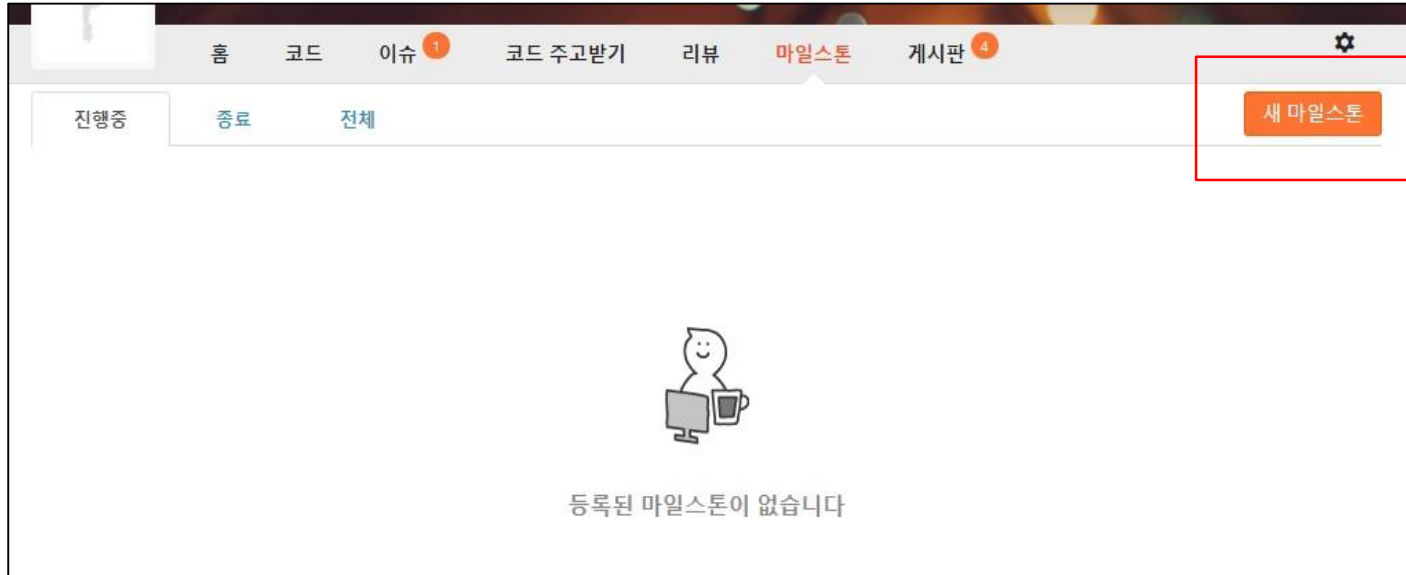 홈 코드 이슈 1 코드 주고받기 리뷰 마일스톤 게시판 4
진행중 종료 전체 새 마일스톤
등록된 마일스톤이 없습니다